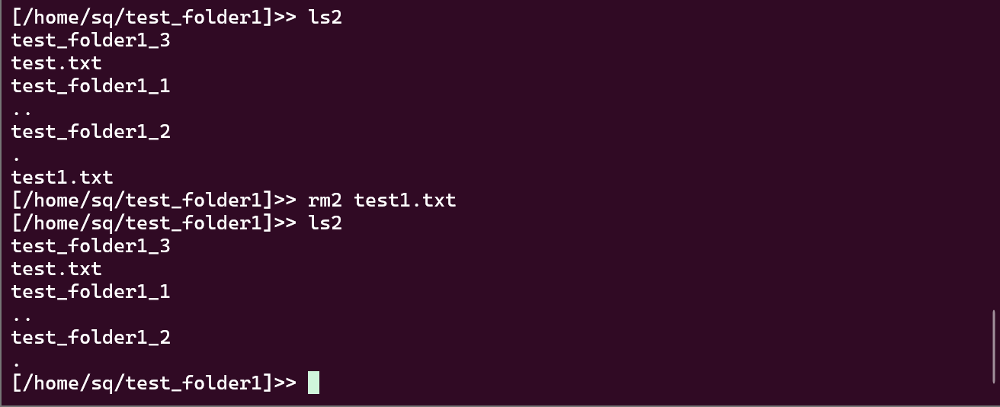 [/home/sq/test_folder1]>> ls2
test_folder1_3
test.txt
test_folder1_1
..
test_folder1_2
.
test1.txt
[/home/sq/test_folder1]>> rm2 test1.txt
[/home/sq/test_folder1]>> ls2
test_folder1_3
test.txt
test_folder1_1
..
test_folder1_2
.
[/home/sq/test_folder1]>>